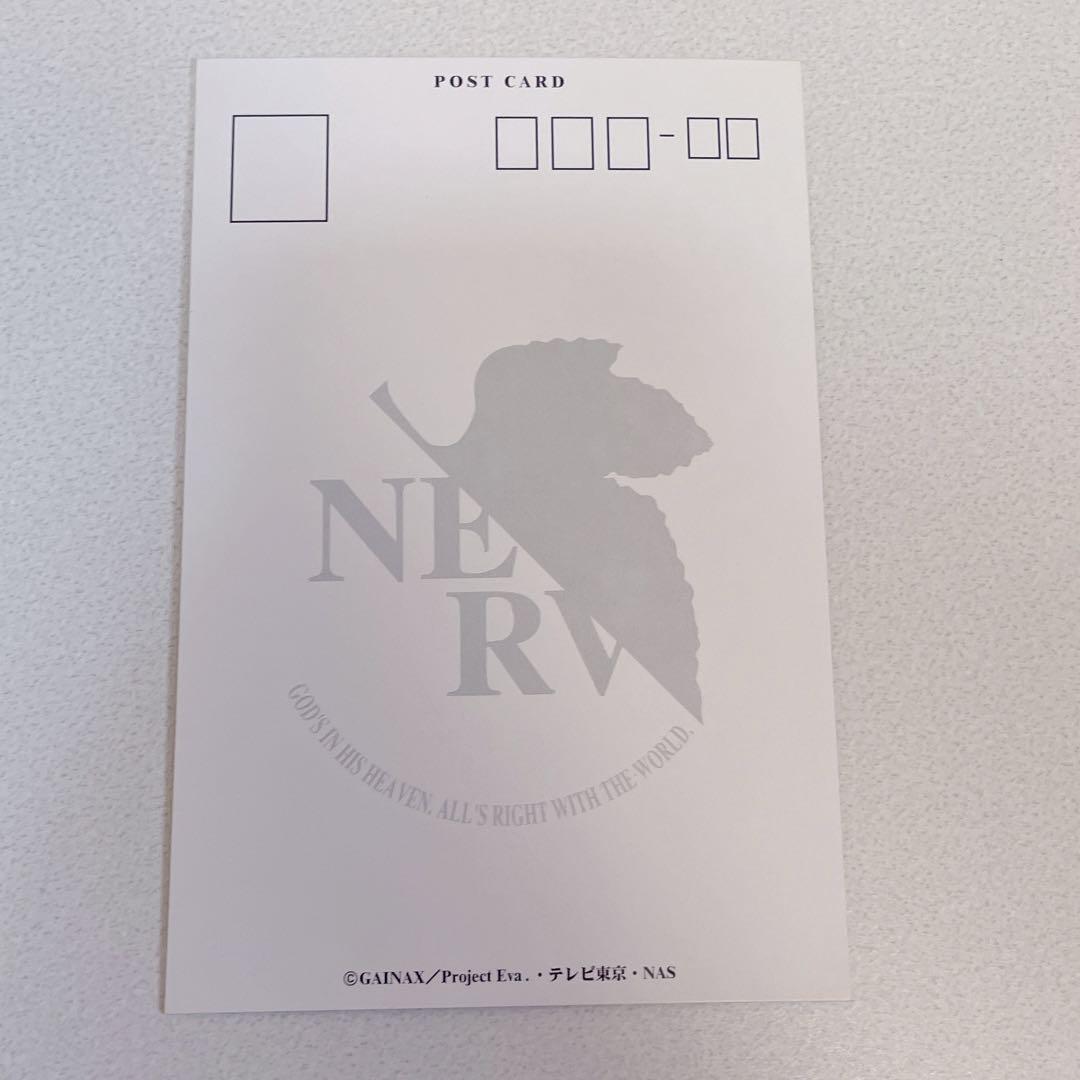 POST CARD
NE
RV
GOD'S IN HIS HEAVEN. ALL'S RIGHT WITH THE WORLD.
©GAINAX／Project Eva.・テレビ東京・NAS